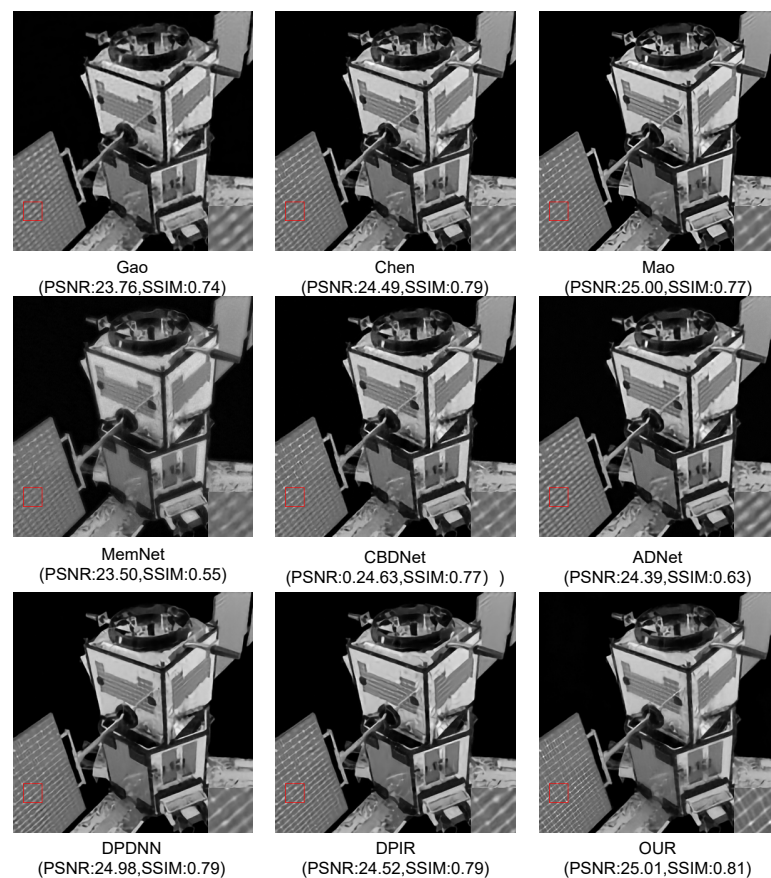 Gao
(PSNR:23.76,SSIM:0.74)
Chen
(PSNR:24.49,SSIM:0.79)
Mao
(PSNR:25.00,SSIM:0.77)
MemNet
(PSNR:23.50,SSIM:0.55)
CBDNet
(PSNR:0.24.63,SSIM:0.77））
ADNet
(PSNR:24.39,SSIM:0.63)
DPDNN
(PSNR:24.98,SSIM:0.79)
DPIR
(PSNR:24.52,SSIM:0.79)
OUR
(PSNR:25.01,SSIM:0.81)